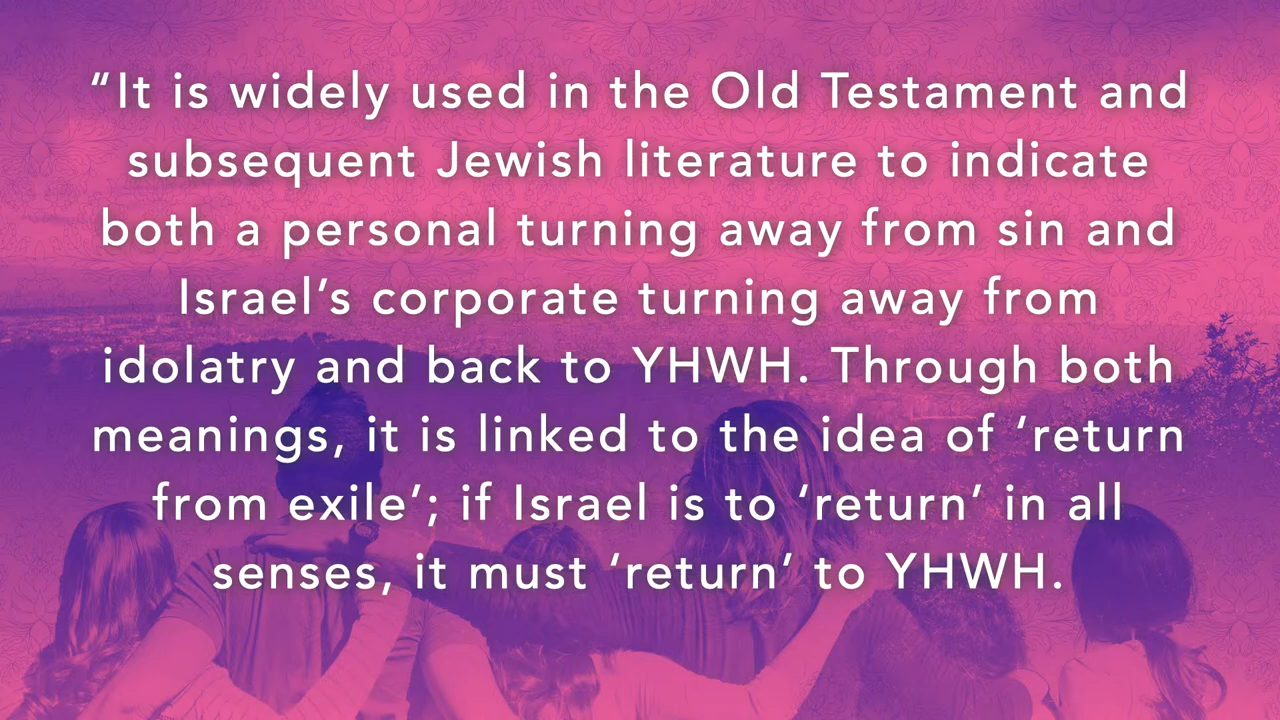 “It is widely used in the Old Testament and
subsequent Jewish literature to indicate
both a personal turning away from sin and
Israel’s corporate turning away from
idolatry and back to YHWH. Through both
meanings, it is linked to the idea of ‘return
from exile’; if Israel is to ‘return’ in all
senses, it must ‘return’ to YHWH.